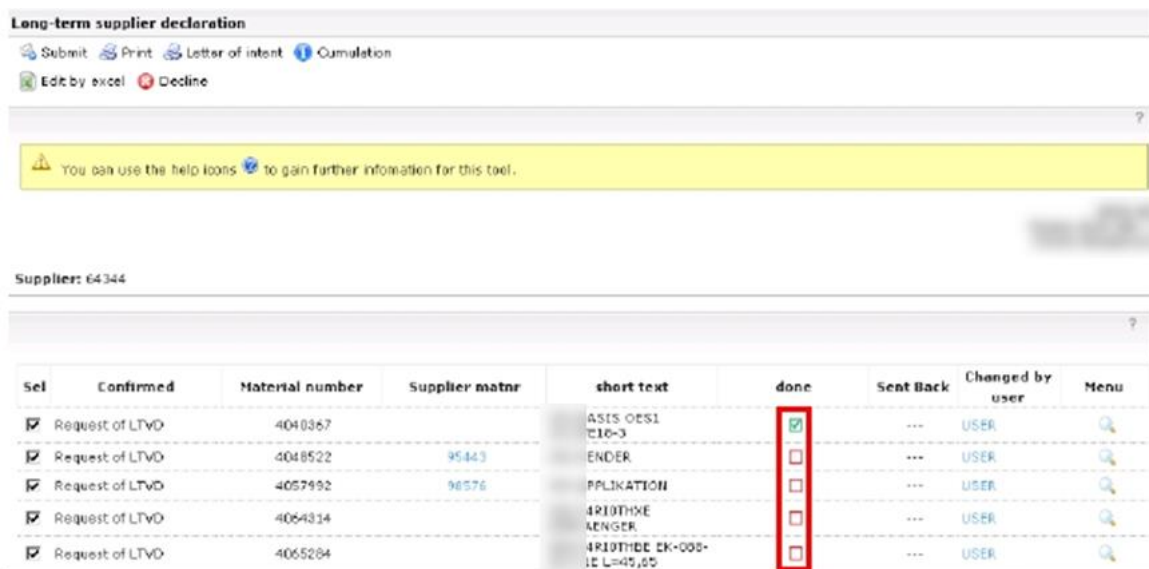 Long-term supplier declaration
Submit Print Letter of intent Cumulation
Edit by excel Decline
?
You can use the help icons ? to gain further infomation for this tool.
Supplier: 64344
?
Sel Confirmed Material number Supplier matnr short text done Sent Back Changed by user Menu
Request of LTVD 4040367 ASIS OES1 --- USER
E18-3
Request of LTVD 4048522 95443 ENDER --- USER
Request of LTVD 4057992 98576 PPLIKATION --- USER
Request of LTVD 4064314 4RI0THXE --- USER
AENGER
Request of LTVD 4065284 4RI0THBE EK-088- --- USER
IE L=45,65